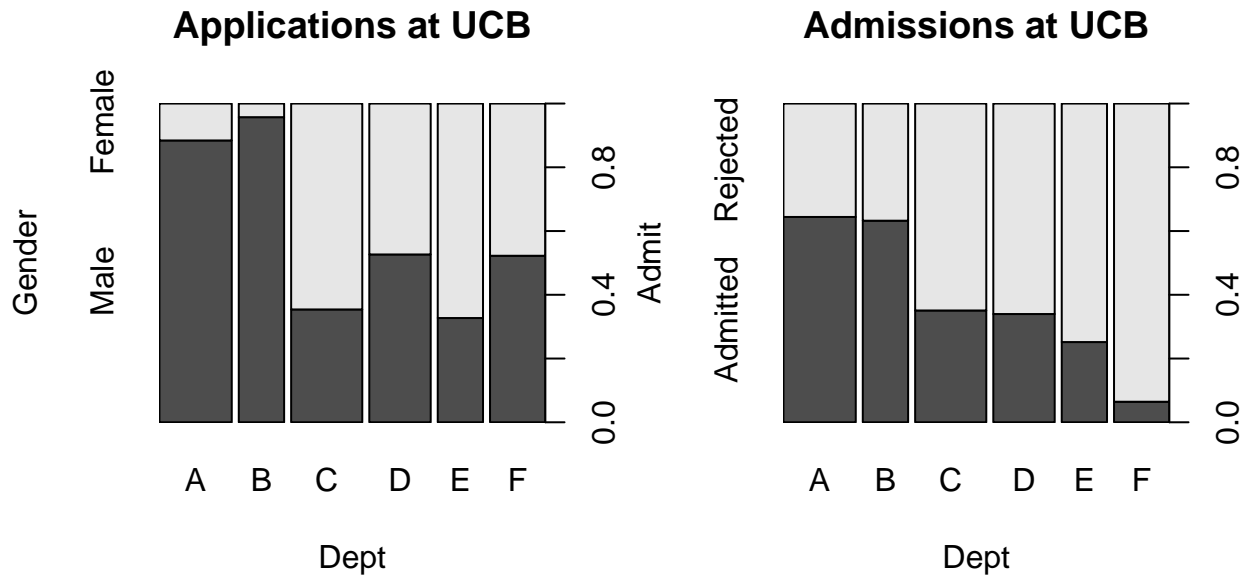 Applications at UCB
Gender
Male
Female
0.0
0.4
0.8
A B C D E F
Dept
Admissions at UCB
Admit
Admitted
Rejected
0.0
0.4
0.8
A B C D E F
Dept